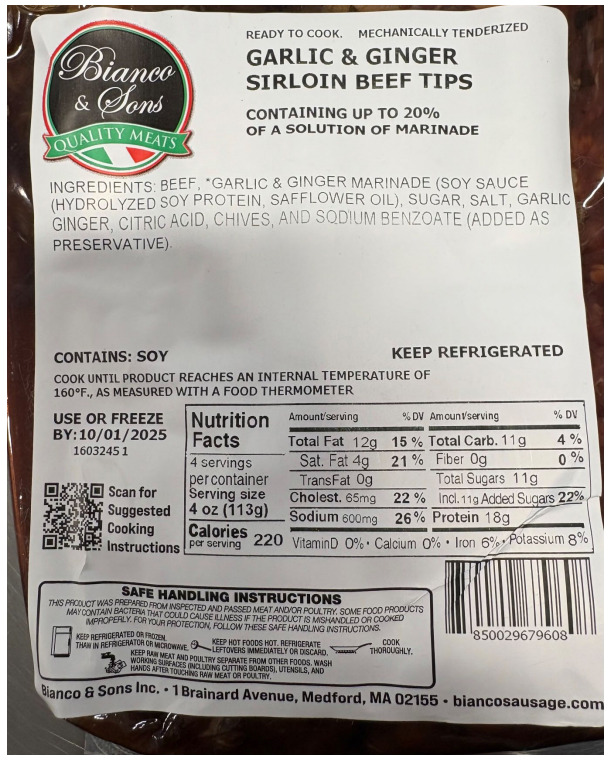 Bianco
& Sons
QUALITY MEATS
READY TO COOK. MECHANICALLY TENDERIZED
GARLIC & GINGER
SIRLOIN BEEF TIPS
CONTAINING UP TO 20%
OF A SOLUTION OF MARINADE
INGREDIENTS: BEEF, *GARLIC & GINGER MARINADE (SOY SAUCE
(HYDROLYZED SOY PROTEIN, SAFFLOWER OIL), SUGAR, SALT, GARLIC
GINGER, CITRIC ACID, CHIVES, AND SODIUM BENZOATE (ADDED AS
PRESERVATIVE).
CONTAINS: SOY
KEEP REFRIGERATED
COOK UNTIL PRODUCT REACHES AN INTERNAL TEMPERATURE OF
160°F., AS MEASURED WITH A FOOD THERMOMETER
USE OR FREEZE
BY: 10/01/2025
1603245 1
Scan for
Suggested
Cooking
Instructions
Nutrition
Facts
4 servings
per container
Serving size
4 oz (113g)
Calories
per serving 220
Amount/serving % DV Amount/serving % DV
Total Fat 12g 15 % Total Carb. 11g 4 %
Sat. Fat 4g 21 % Fiber 0g 0 %
TransFat 0g Total Sugars 11g
Cholest. 65mg 22 % Incl. 11g Added Sugars 22%
Sodium 600mg 26 % Protein 18g
VitaminD 0% • Calcium 0% • Iron 6% • Potassium 8%
SAFE HANDLING INSTRUCTIONS
THIS PRODUCT WAS PREPARED FROM INSPECTED AND PASSED MEAT AND/OR POULTRY. SOME FOOD PRODUCTS
MAY CONTAIN BACTERIA THAT COULD CAUSE ILLNESS IF THE PRODUCT IS MISHANDLED OR COOKED
IMPROPERLY. FOR YOUR PROTECTION, FOLLOW THESE SAFE HANDLING INSTRUCTIONS.
KEEP REFRIGERATED OR FROZEN.
THAW IN REFRIGERATOR OR MICROWAVE.
KEEP HOT FOODS HOT. REFRIGERATE
LEFTOVERS IMMEDIATELY OR DISCARD.
COOK
THOROUGHLY.
KEEP RAW MEAT AND POULTRY SEPARATE FROM OTHER FOODS. WASH
WORKING SURFACES (INCLUDING CUTTING BOARDS), UTENSILS, AND
HANDS AFTER TOUCHING RAW MEAT OR POULTRY.
850029679608
Bianco & Sons Inc. • 1 Brainard Avenue, Medford, MA 02155 • biancosausage.com